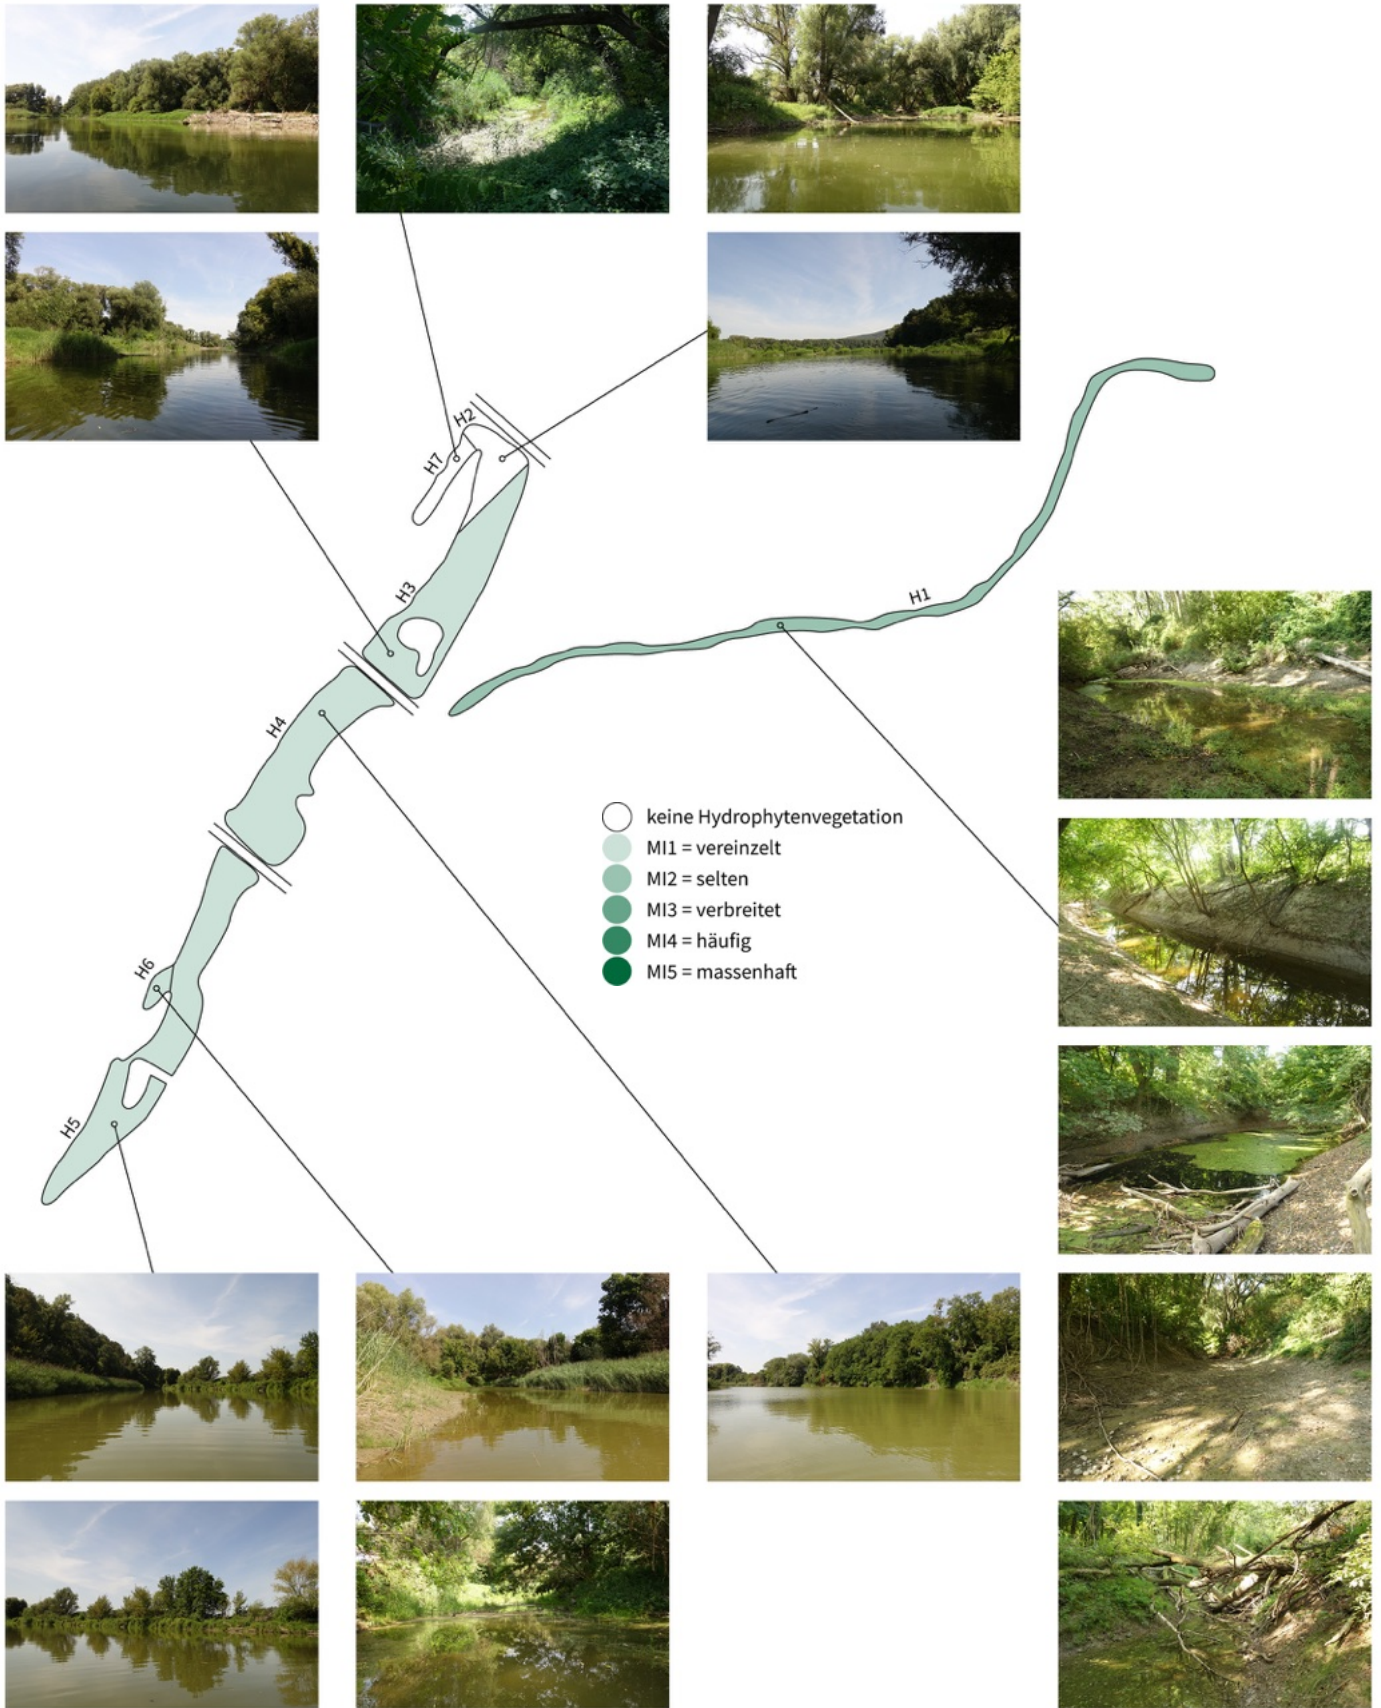 H2
H7
H3
H1
H4
keine Hydrophytenvegetation
MI1 = vereinzelt
MI2 = selten
MI3 = verbreitet
MI4 = häufig
MI5 = massenhaft
H6
H5